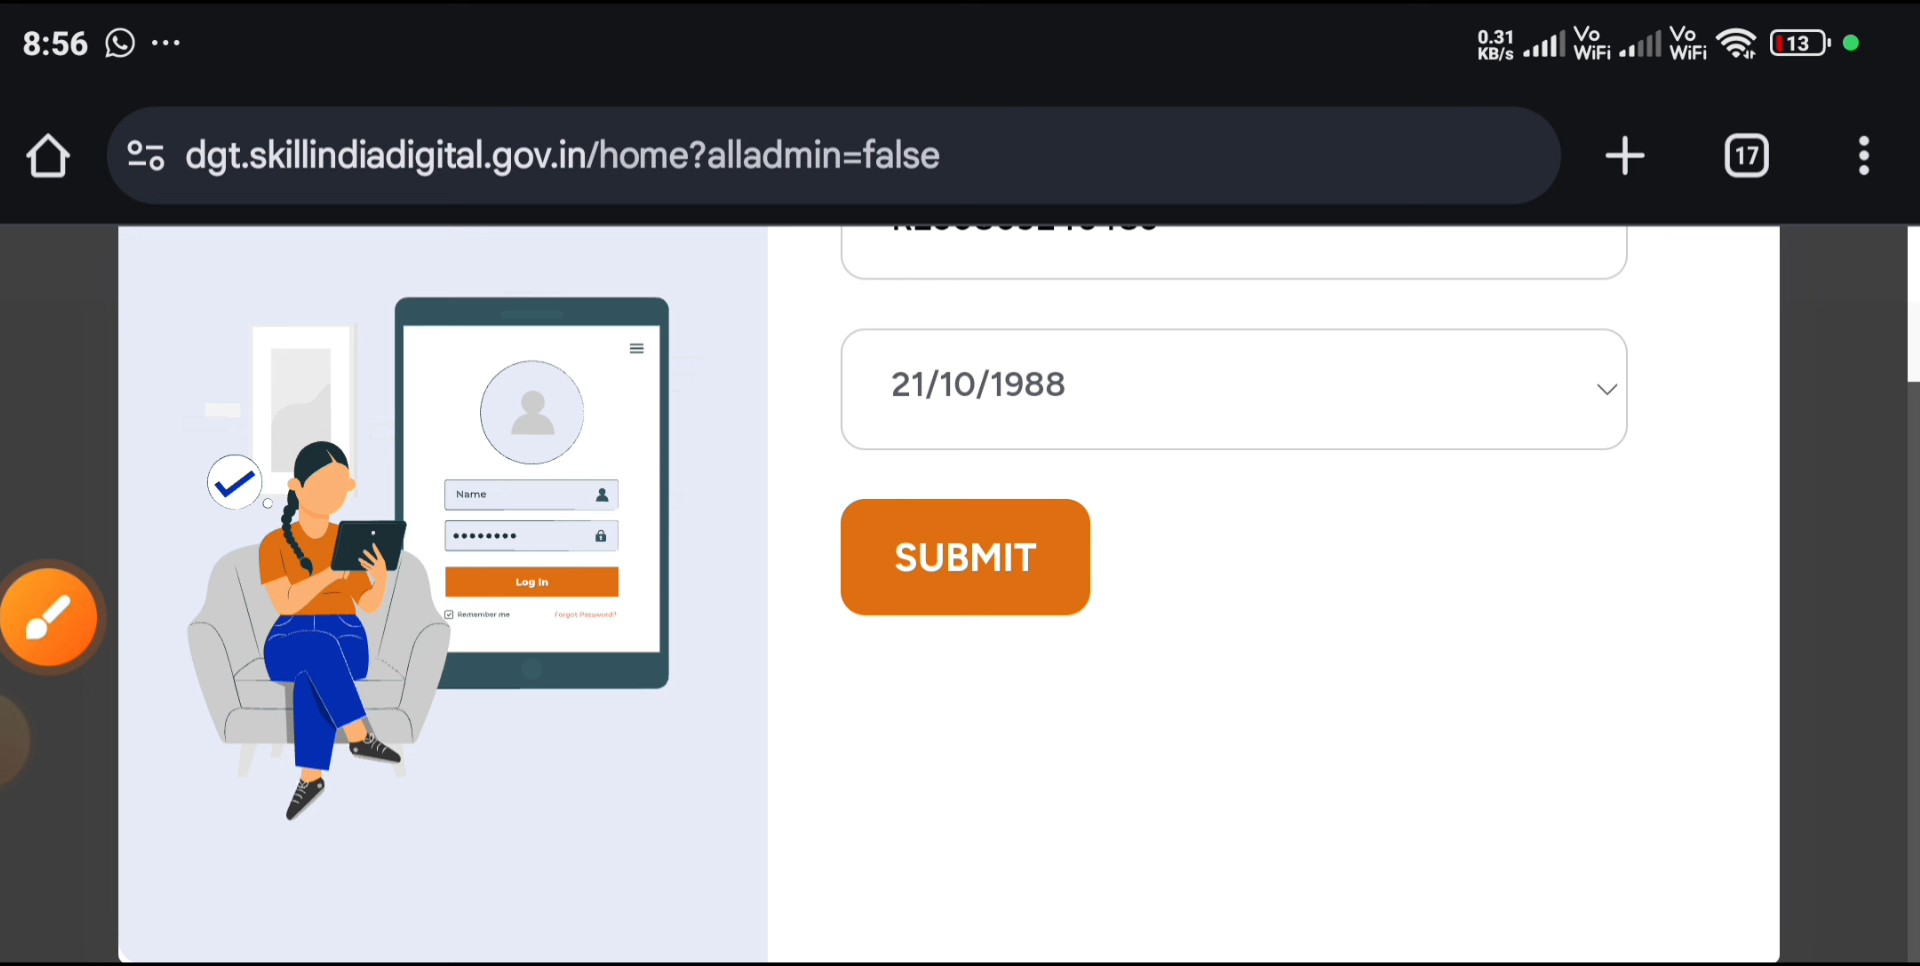 8:56
0.31 KB/s Vo WiFi Vo WiFi 13
dgt.skillindiadigital.gov.in/home?alladmin=false
17
21/10/1988
Name
Log In
Remember me
Forgot Password?
SUBMIT